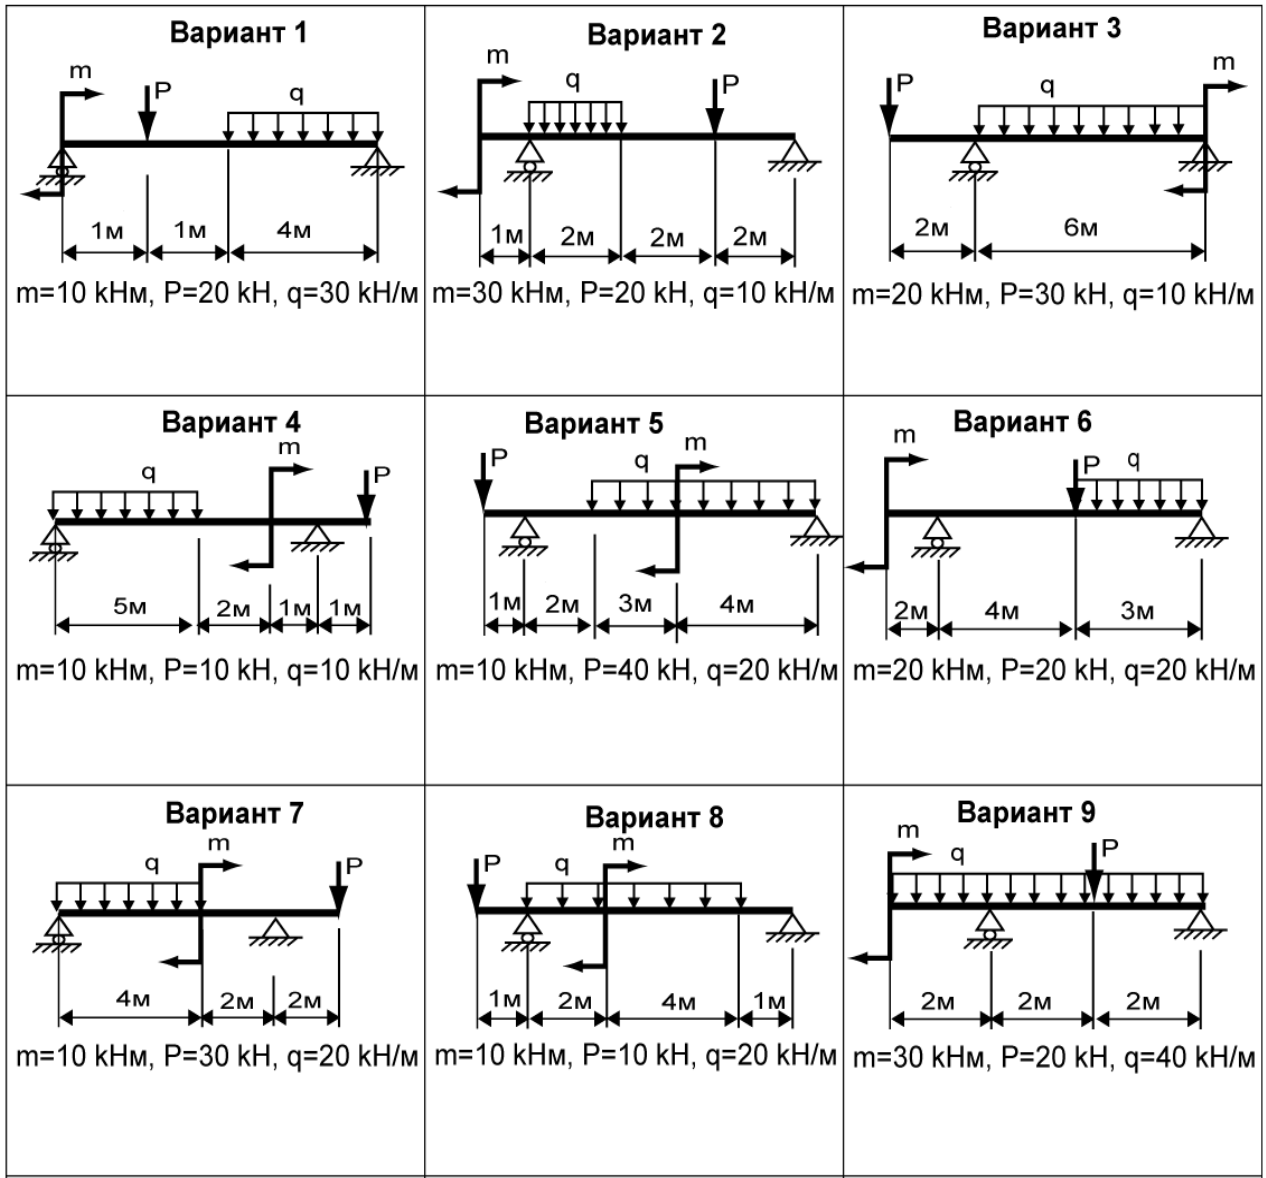 Вариант 1
m
P
q
1м 1м 4м
m=10 kHм, P=20 kH, q=30 kH/м
Вариант 2
m
q
P
1м 2м 2м 2м
m=30 kHм, P=20 kH, q=10 kH/м
Вариант 3
P
q
m
2м 6м
m=20 kHм, P=30 kH, q=10 kH/м
Вариант 4
q
m
P
5м 2м 1м 1м
m=10 kHм, P=10 kH, q=10 kH/м
Вариант 5
P
q
m
1м 2м 3м 4м
m=10 kHм, P=40 kH, q=20 kH/м
Вариант 6
m
P
q
2м 4м 3м
m=20 kHм, P=20 kH, q=20 kH/м
Вариант 7
q
m
P
4м 2м 2м
m=10 kHм, P=30 kH, q=20 kH/м
Вариант 8
P
q
m
1м 2м 4м 1м
m=10 kHм, P=10 kH, q=20 kH/м
Вариант 9
m
q
P
2м 2м 2м
m=30 kHм, P=20 kH, q=40 kH/м